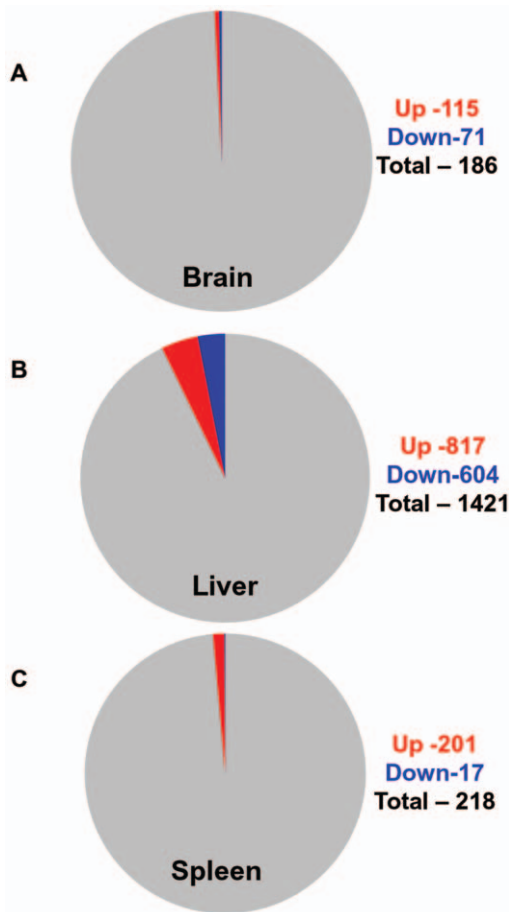 A
Up -115
Down-71
Total – 186
Brain
B
Up -817
Down-604
Total – 1421
Liver
C
Up -201
Down-17
Total – 218
Spleen